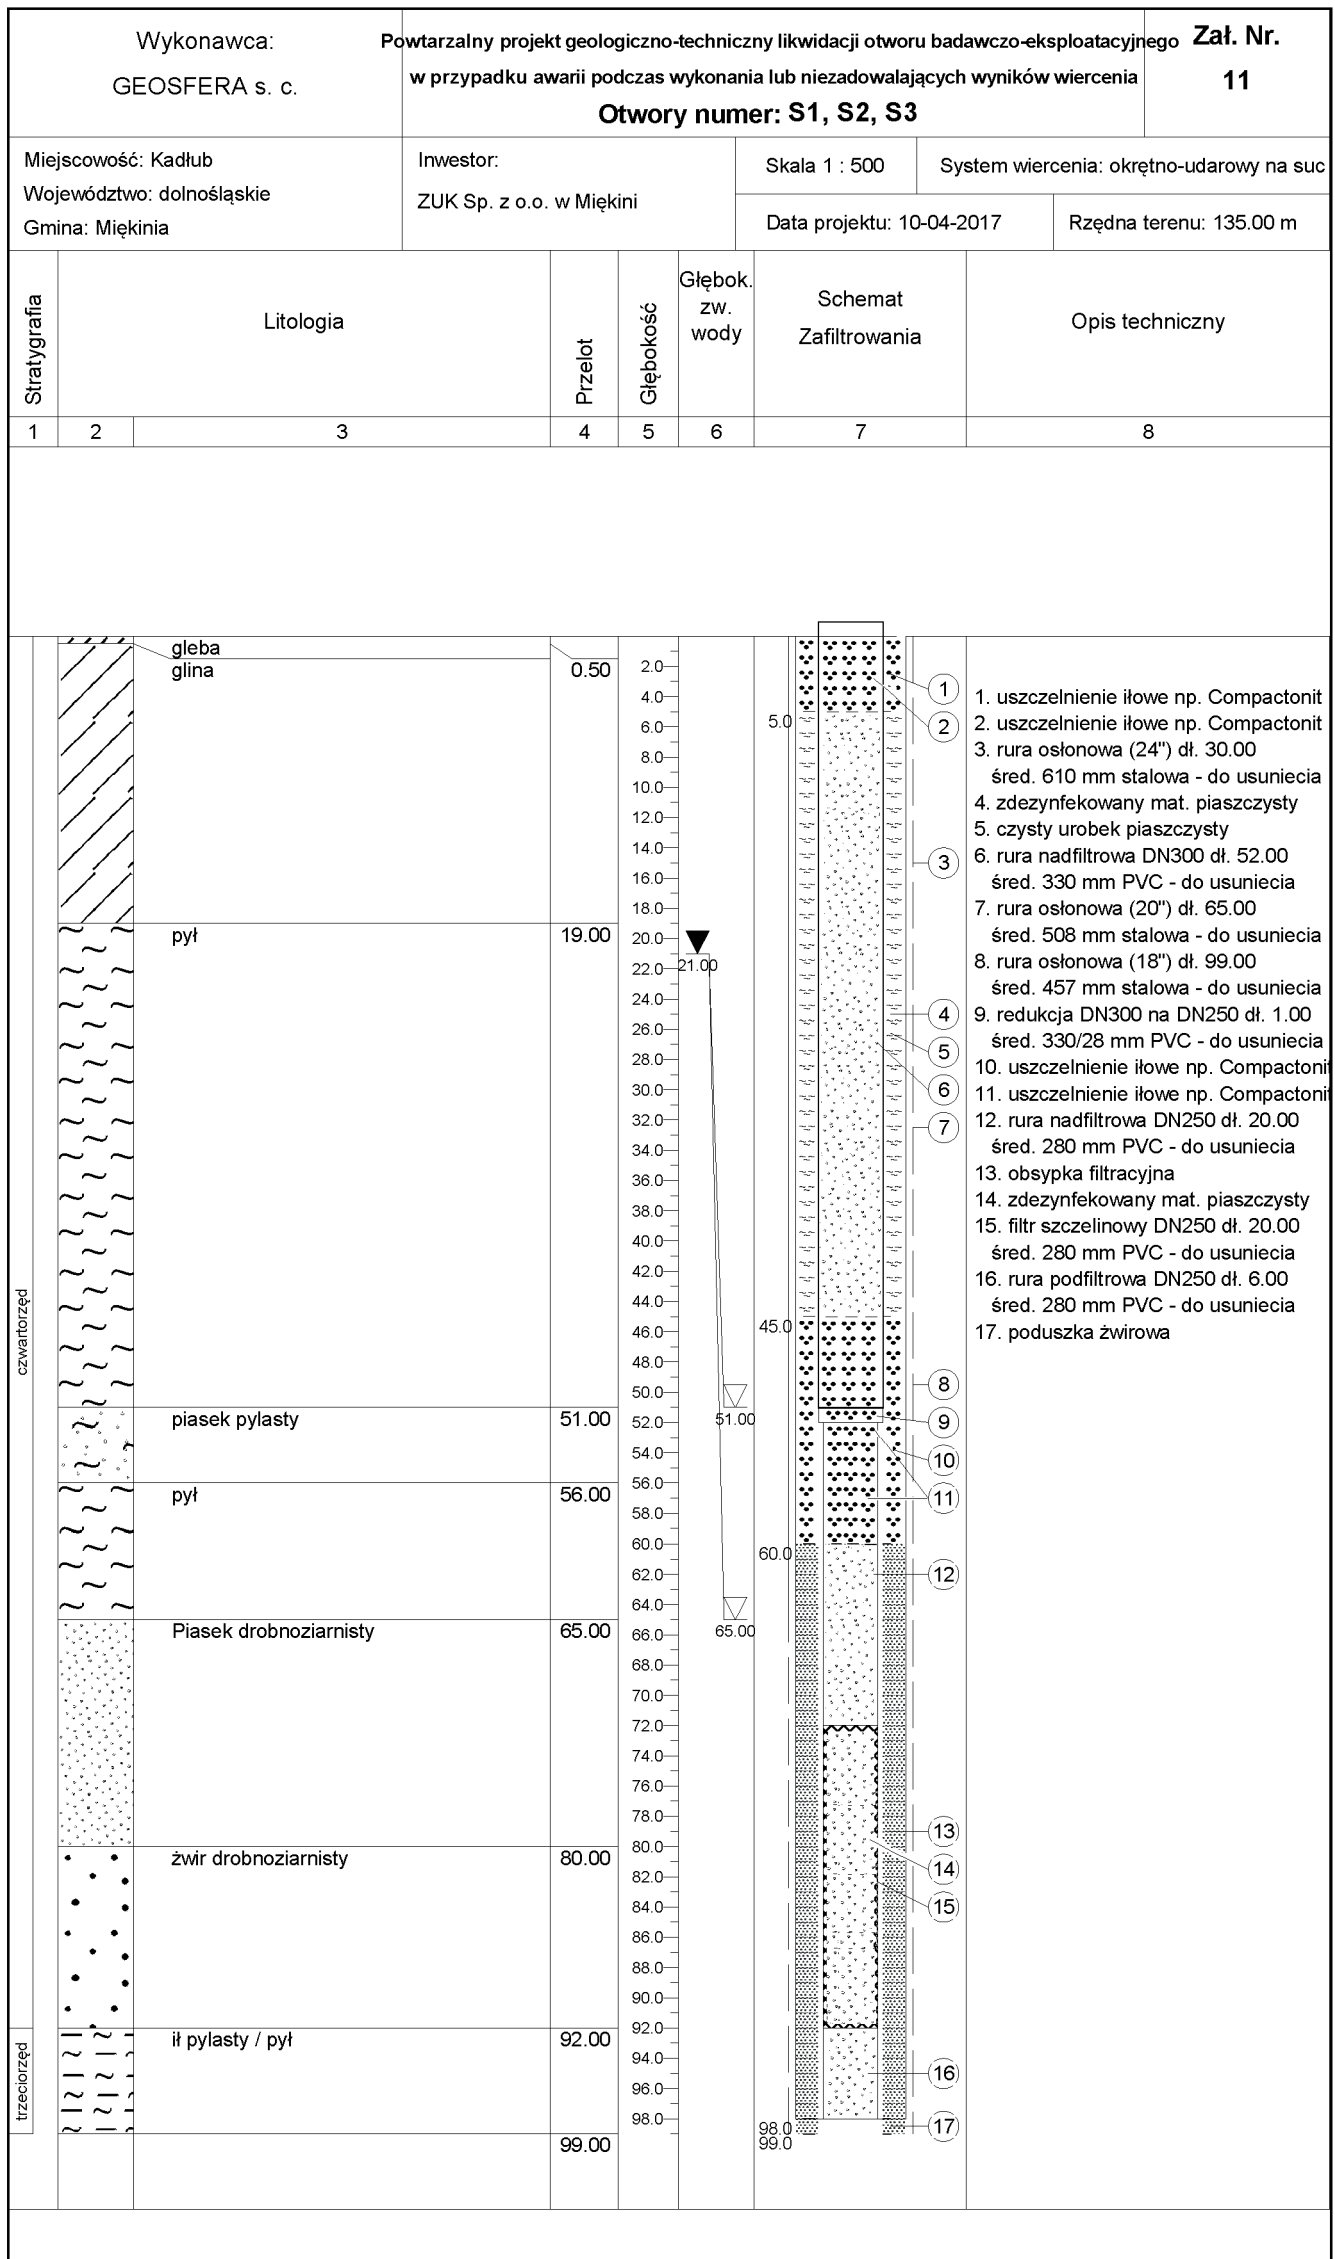 Wykonawca:
GEOSFERA s. c.
Powtarzalny projekt geologiczno-techniczny likwidacji otworu badawczo-eksploatacyjnego
w przypadku awarii podczas wykonania lub niezadowalających wyników wiercenia
Otwory numer: S1, S2, S3
Zał. Nr.
11
Miejscowość: Kadłub
Województwo: dolnośląskie
Gmina: Miękinia
Inwestor:
ZUK Sp. z o.o. w Miękini
Skala 1 : 500
System wiercenia: okrętno-udarowy na suc
Data projektu: 10-04-2017
Rzędna terenu: 135.00 m
Stratygrafia
Litologia
Przelot
Głębokość
Głębok.
zw.
wody
Schemat
Zafiltrowania
Opis techniczny
1
2
3
4
5
6
7
8
czwartorzęd
trzeciorzęd
gleba
glina
0.50
pył
19.00
piasek pylasty
51.00
pył
56.00
Piasek drobnoziarnisty
65.00
żwir drobnoziarnisty
80.00
ił pylasty / pył
92.00
99.00
2.0
4.0
6.0
8.0
10.0
12.0
14.0
16.0
18.0
20.0
22.0
24.0
26.0
28.0
30.0
32.0
34.0
36.0
38.0
40.0
42.0
44.0
46.0
48.0
50.0
52.0
54.0
56.0
58.0
60.0
62.0
64.0
66.0
68.0
70.0
72.0
74.0
76.0
78.0
80.0
82.0
84.0
86.0
88.0
90.0
92.0
94.0
96.0
98.0
21.00
51.00
65.00
5.0
45.0
60.0
98.0
99.0
1
2
3
4
5
6
7
8
9
10
11
12
13
14
15
16
17
1. uszczelnienie iłowe np. Compactonit
2. uszczelnienie iłowe np. Compactonit
3. rura osłonowa (24") dł. 30.00
śred. 610 mm stalowa - do usuniecia
4. zdezynfekowany mat. piaszczysty
5. czysty urobek piaszczysty
6. rura nadfiltrowa DN300 dł. 52.00
śred. 330 mm PVC - do usuniecia
7. rura osłonowa (20") dł. 65.00
śred. 508 mm stalowa - do usuniecia
8. rura osłonowa (18") dł. 99.00
śred. 457 mm stalowa - do usuniecia
9. redukcja DN300 na DN250 dł. 1.00
śred. 330/28 mm PVC - do usuniecia
10. uszczelnienie iłowe np. Compactonit
11. uszczelnienie iłowe np. Compactonit
12. rura nadfiltrowa DN250 dł. 20.00
śred. 280 mm PVC - do usuniecia
13. obsypka filtracyjna
14. zdezynfekowany mat. piaszczysty
15. filtr szczelinowy DN250 dł. 20.00
śred. 280 mm PVC - do usuniecia
16. rura podfiltrowa DN250 dł. 6.00
śred. 280 mm PVC - do usuniecia
17. poduszka żwirowa